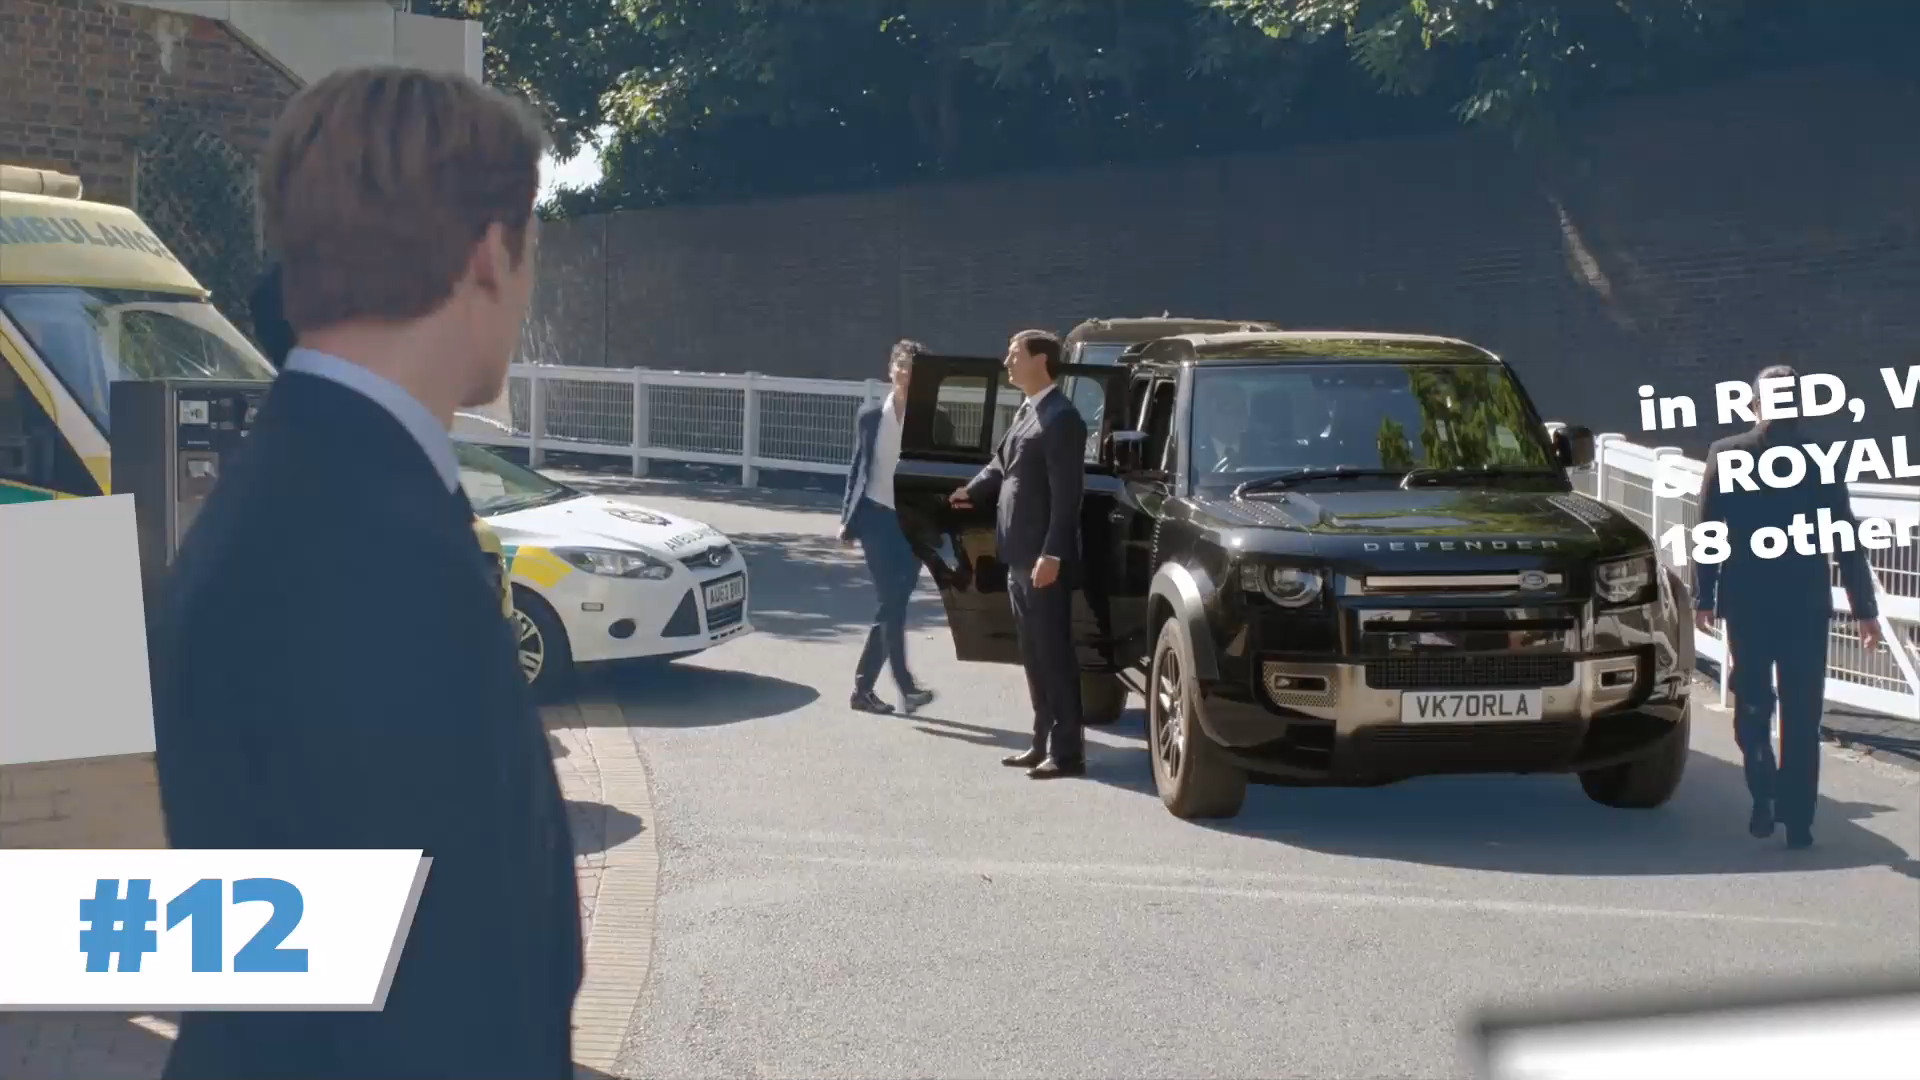 AMBULANCE
in RED, W
& ROYAL
18 other
AMBULANCE
DEFENDER
VK70RLA
#12